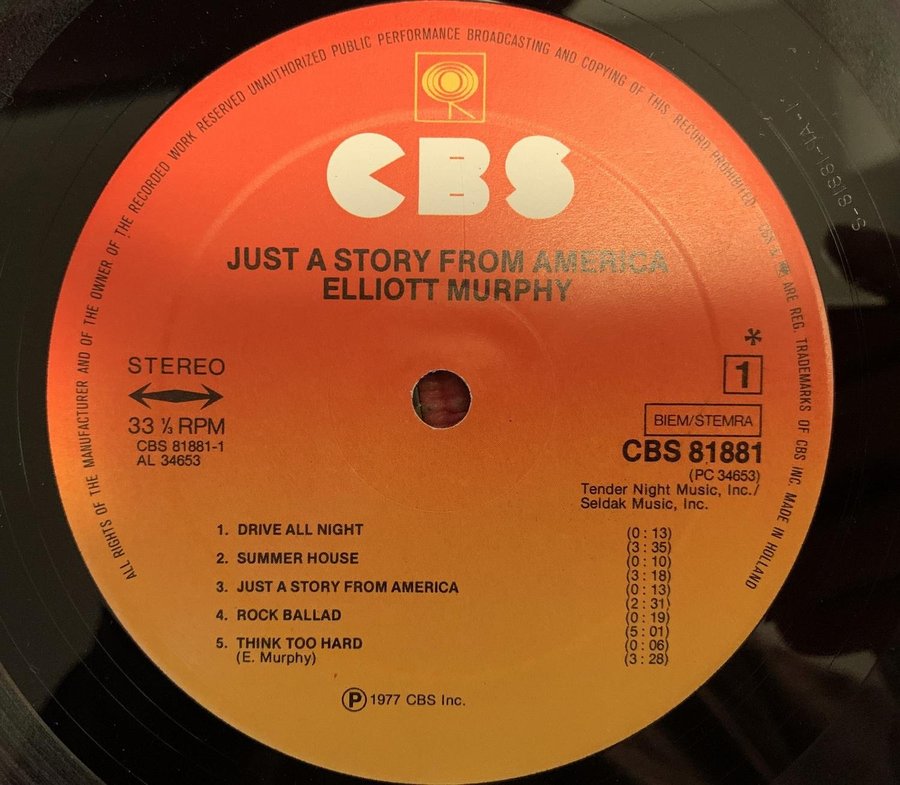 ALL RIGHTS OF THE MANUFACTURER AND OF THE OWNER OF THE RECORDED WORK RESERVED UNAUTHORIZED PUBLIC PERFORMANCE BROADCASTING AND COPYING OF THIS RECORD PROHIBITED
ARE REG. TRADEMARKS OF CBS INC. MADE IN HOLLAND
CBS
JUST A STORY FROM AMERICA
ELLIOTT MURPHY
STEREO
33 ⅓ RPM
CBS 81881-1
AL 34653
*
1
BIEM/STEMRA
CBS 81881
(PC 34653)
Tender Night Music, Inc./
Seldak Music, Inc.
1. DRIVE ALL NIGHT (0 : 13)
(3 : 35)
2. SUMMER HOUSE (0 : 10)
(3 : 18)
3. JUST A STORY FROM AMERICA (0 : 13)
(2 : 31)
4. ROCK BALLAD (0 : 19)
(5 : 01)
5. THINK TOO HARD (0 : 06)
(E. Murphy) (3 : 28)
Ⓟ 1977 CBS Inc.